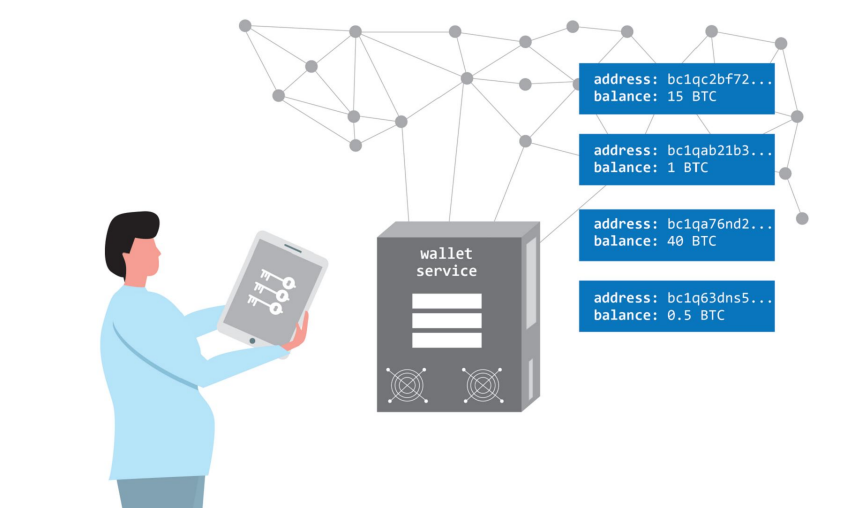 address: bc1qc2bf72...
balance: 15 BTC
address: bc1qab21b3...
balance: 1 BTC
address: bc1qa76nd2...
balance: 40 BTC
address: bc1q63dns5...
balance: 0.5 BTC
wallet
service